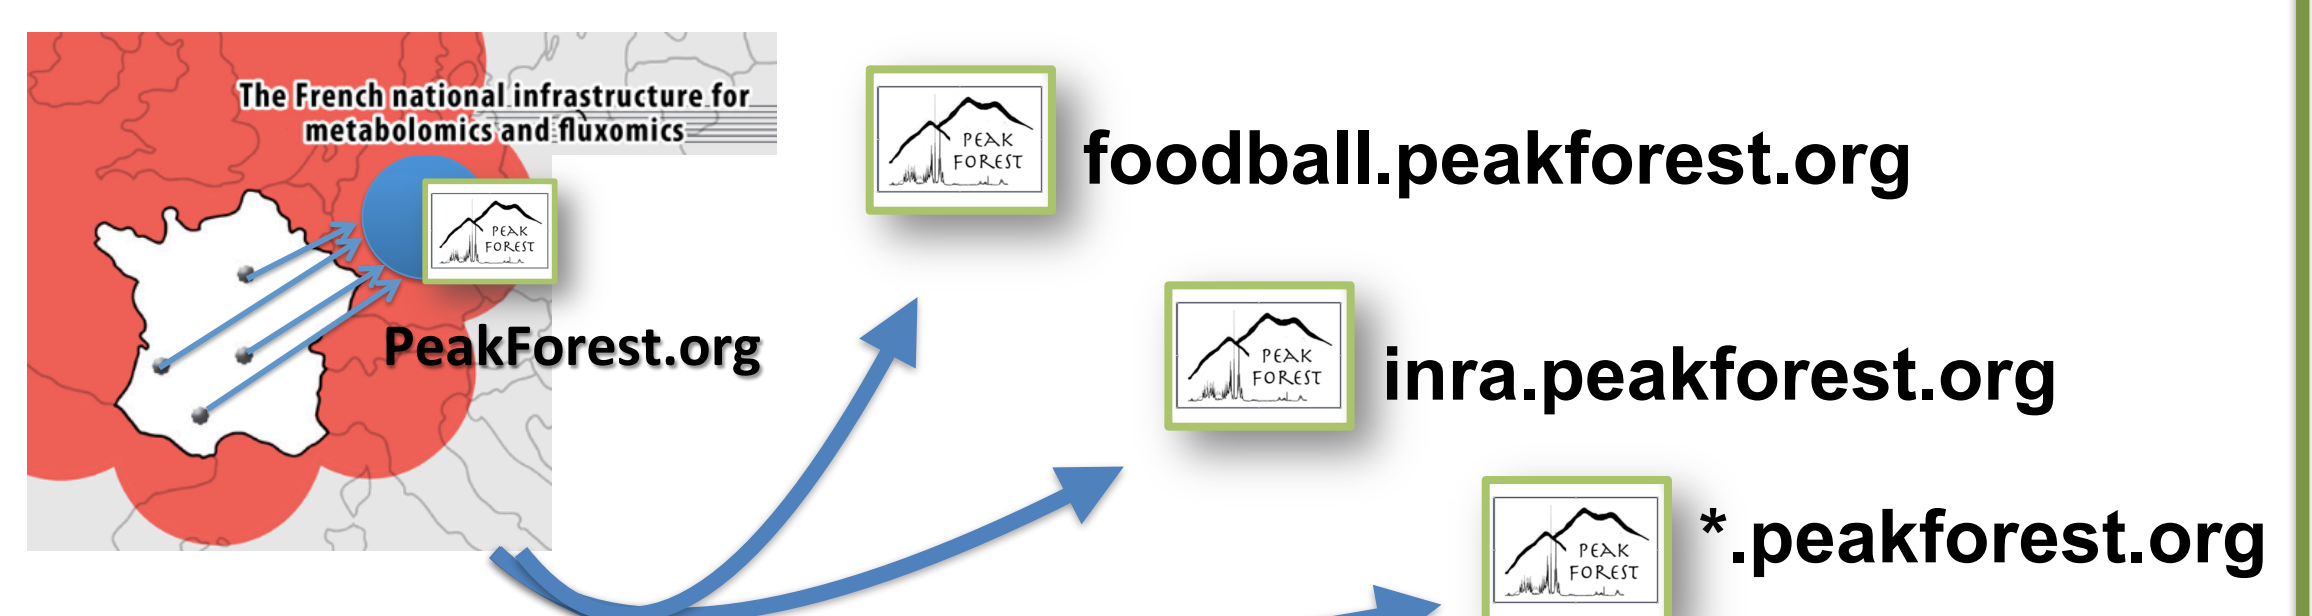 The French national infrastructure for
metabolomics and fluxomics
PEAK
FOREST
PeakForest.org
PEAK
FOREST
foodball.peakforest.org
PEAK
FOREST
inra.peakforest.org
PEAK
FOREST
*.peakforest.org